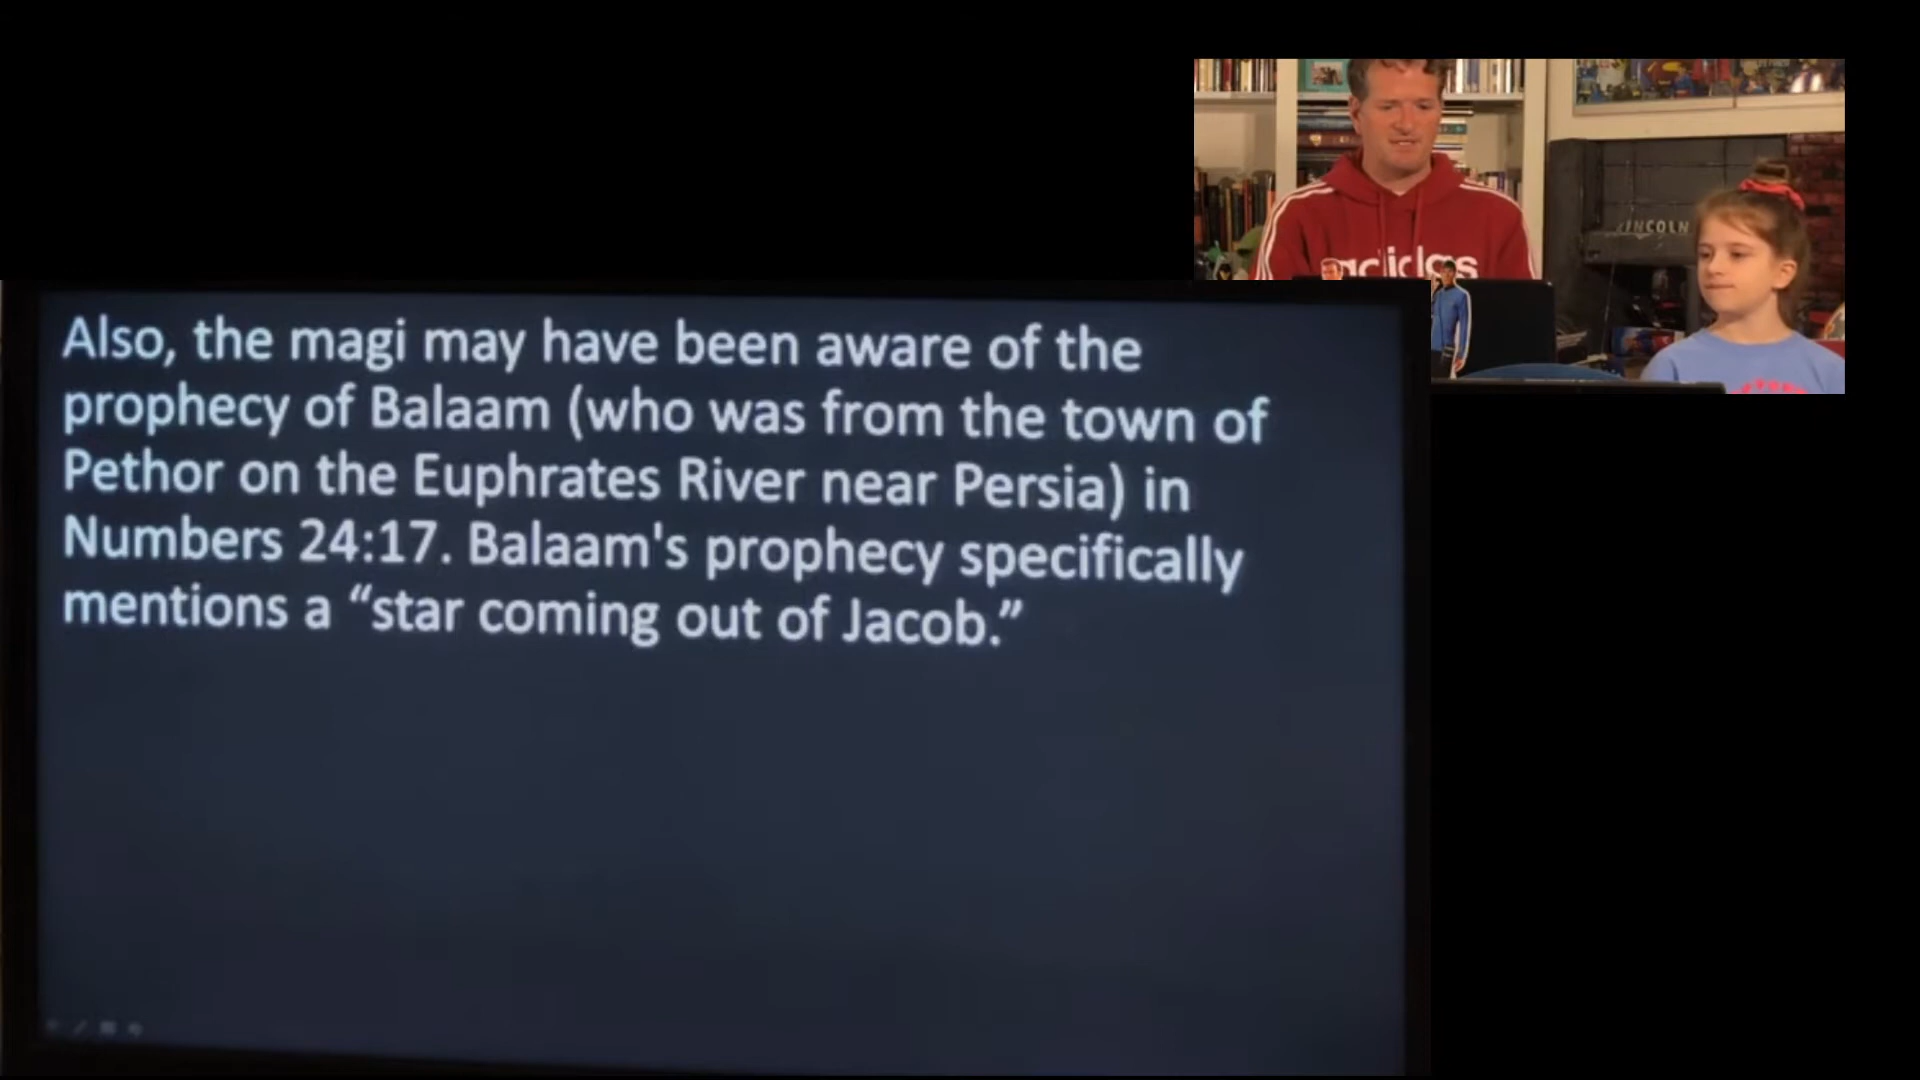 LINCOLN
adidas
Also, the magi may have been aware of the
prophecy of Balaam (who was from the town of
Pethor on the Euphrates River near Persia) in
Numbers 24:17. Balaam's prophecy specifically
mentions a “star coming out of Jacob.”